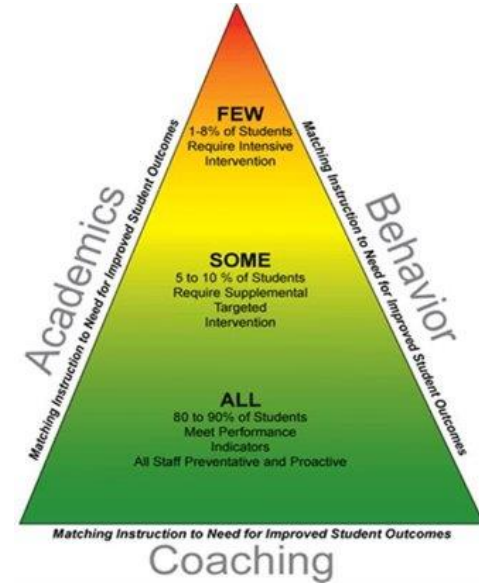 FEW
1-8% of Students
Require Intensive
Intervention
Academics
Matching Instruction to Need for Improved Student Outcomes
Behavior
Matching Instruction to Need for Improved Student Outcomes
SOME
5 to 10 % of Students
Require Supplemental
Targeted
Intervention
ALL
80 to 90% of Students
Meet Performance
Indicators
All Staff Preventative and Proactive
Matching Instruction to Need for Improved Student Outcomes
Coaching